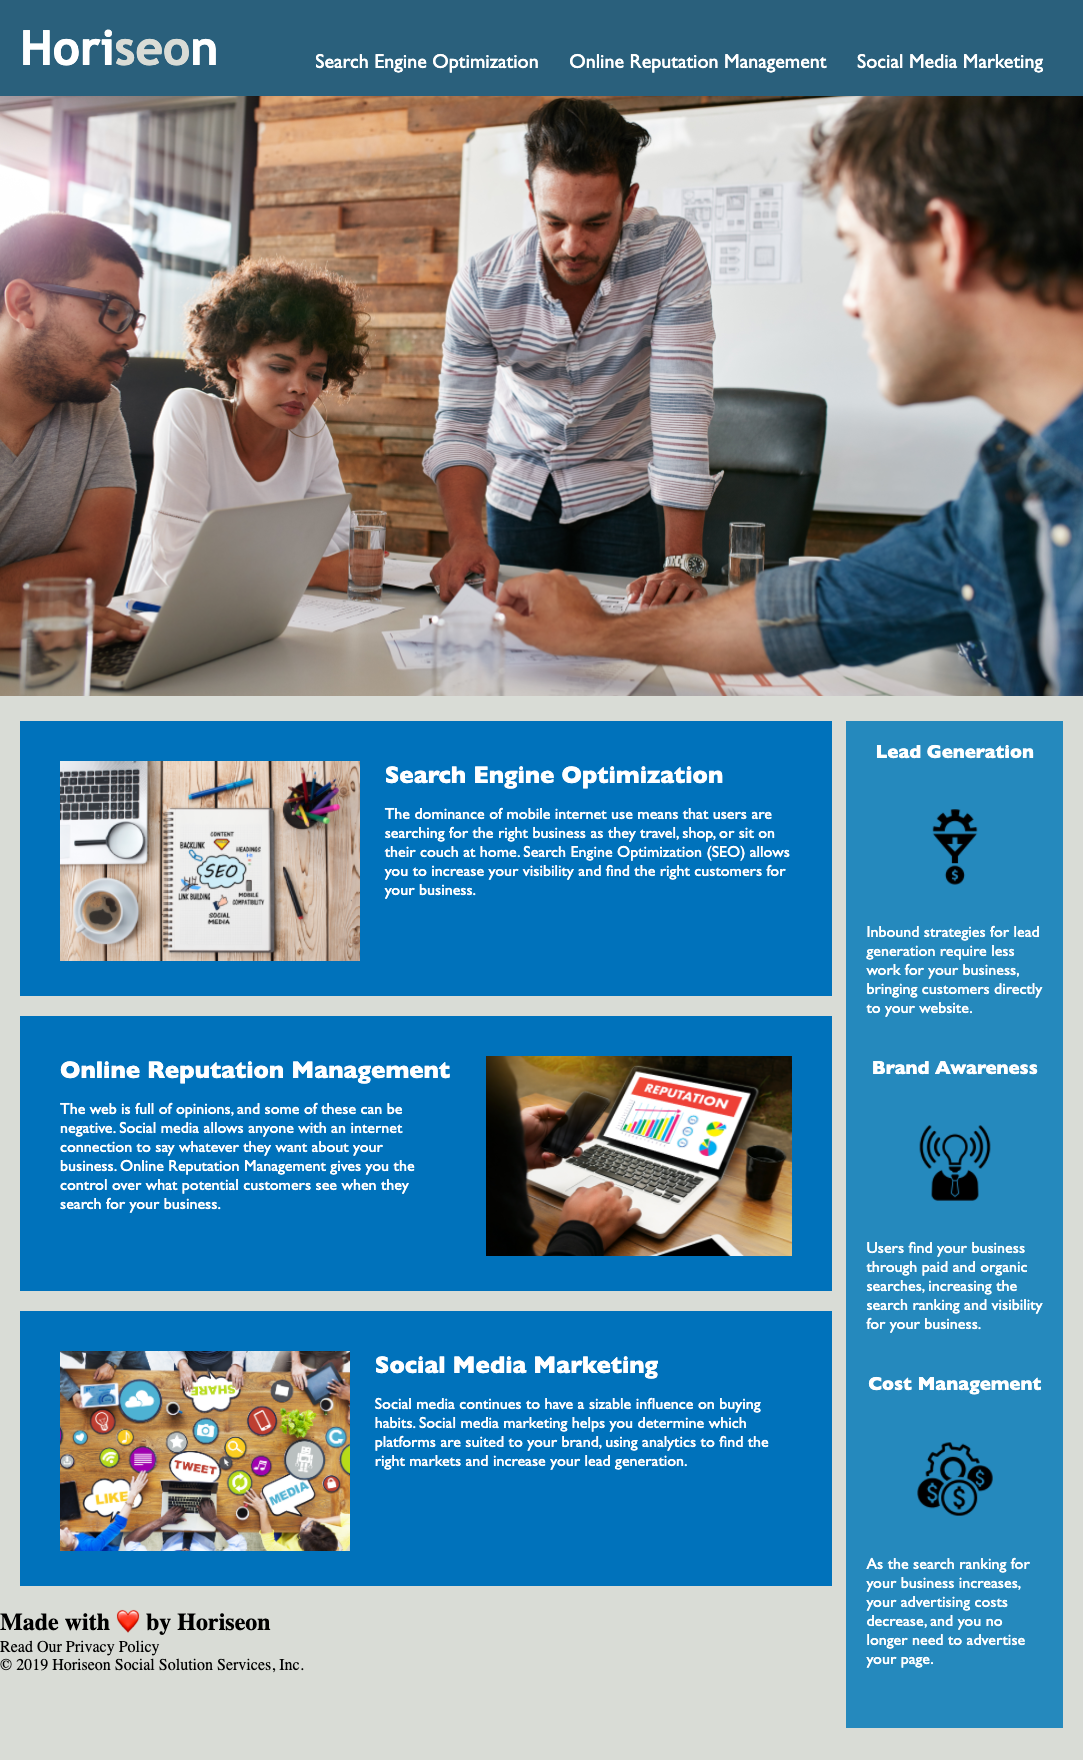 Horiseon
Search Engine Optimization
Online Reputation Management
Social Media Marketing
CONTENT
BACKLINK
HEADINGS
SEO
LINK BUILDING
MOBILE
COMPATIBILITY
SOCIAL
MEDIA
Search Engine Optimization
The dominance of mobile internet use means that users are
searching for the right business as they travel, shop, or sit on
their couch at home. Search Engine Optimization (SEO) allows
you to increase your visibility and find the right customers for
your business.
Online Reputation Management
The web is full of opinions, and some of these can be
negative. Social media allows anyone with an internet
connection to say whatever they want about your
business. Online Reputation Management gives you the
control over what potential customers see when they
search for your business.
REPUTATION
SHARE
TWEET
LIKE
MEDIA
Social Media Marketing
Social media continues to have a sizable influence on buying
habits. Social media marketing helps you determine which
platforms are suited to your brand, using analytics to find the
right markets and increase your lead generation.
Lead Generation
$
Inbound strategies for lead
generation require less
work for your business,
bringing customers directly
to your website.
Brand Awareness
Users find your business
through paid and organic
searches, increasing the
search ranking and visibility
for your business.
Cost Management
$
$
$
As the search ranking for
your business increases,
your advertising costs
decrease, and you no
longer need to advertise
your page.
Made with ❤️ by Horiseon
Read Our Privacy Policy
© 2019 Horiseon Social Solution Services, Inc.